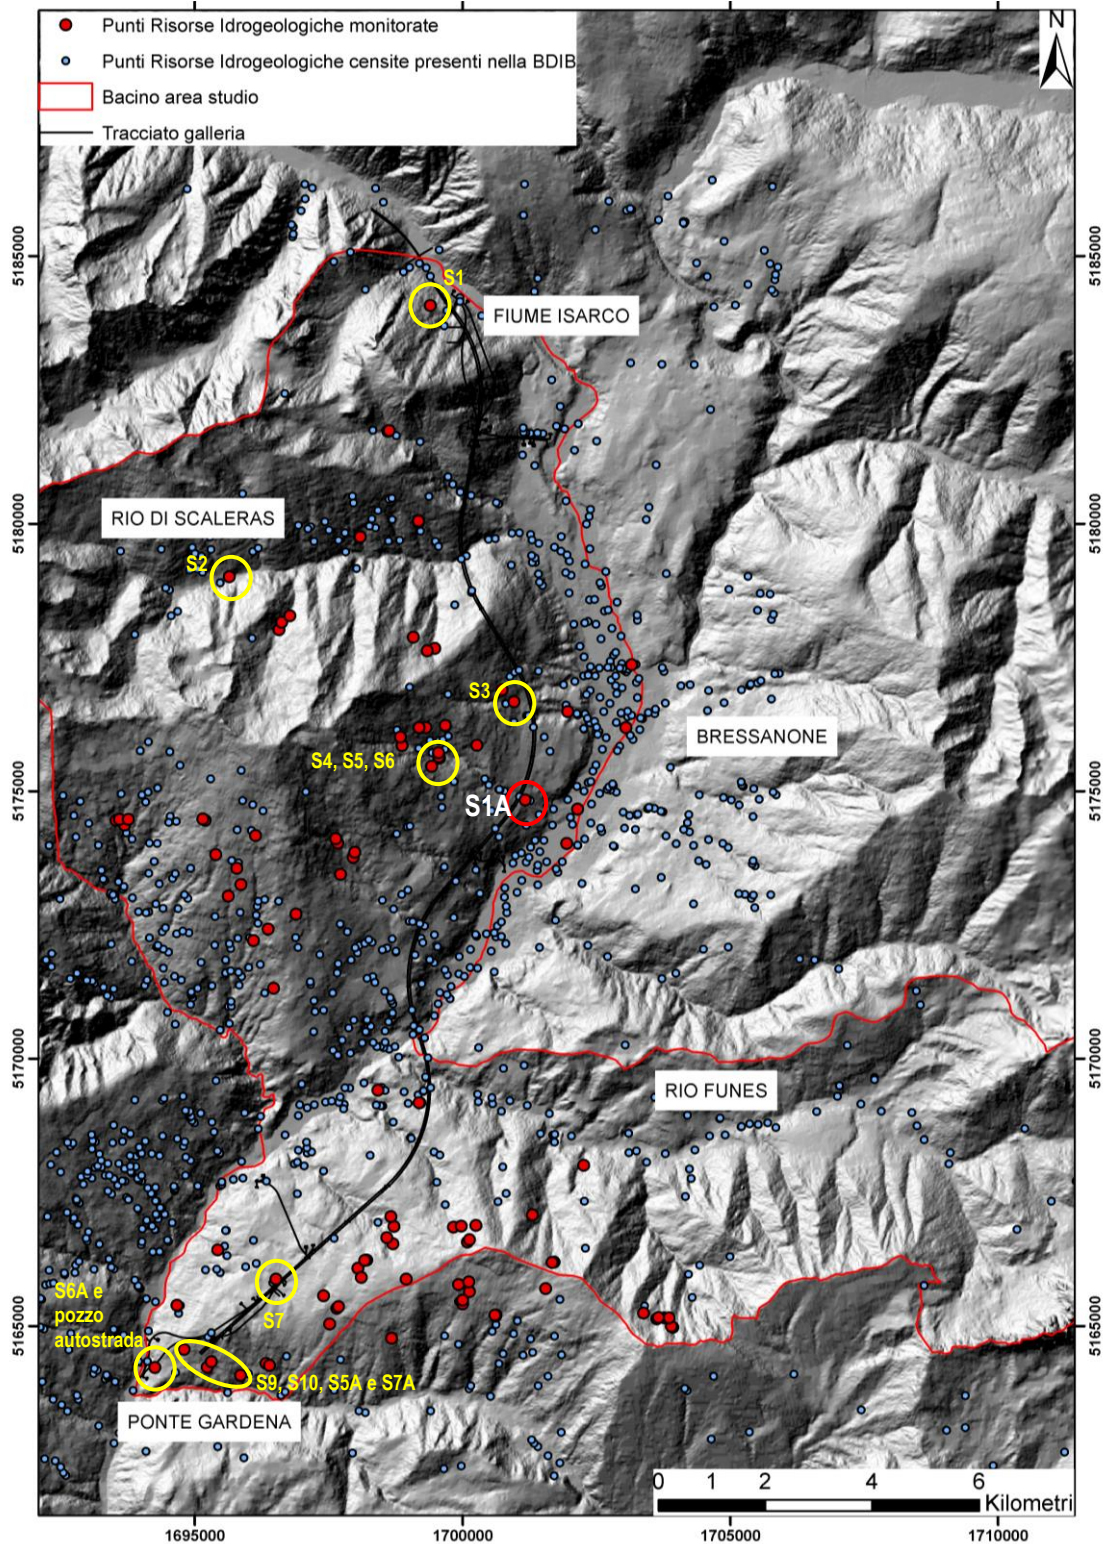 Punti Risorse Idrogeologiche monitorate
Punti Risorse Idrogeologiche censite presenti nella BDIB
Bacino area studio
Tracciato galleria
N
S1
FIUME ISARCO
RIO DI SCALERAS
S2
S3
BRESSANONE
S4, S5, S6
S1A
RIO FUNES
S6A e
pozzo
autostrada
S7
S9, S10, S5A e S7A
PONTE GARDENA
0 1 2 4 6
Kilometri
5185000
5180000
5175000
5170000
5165000
5185000
5180000
5175000
5170000
5165000
1695000 1700000 1705000 1710000